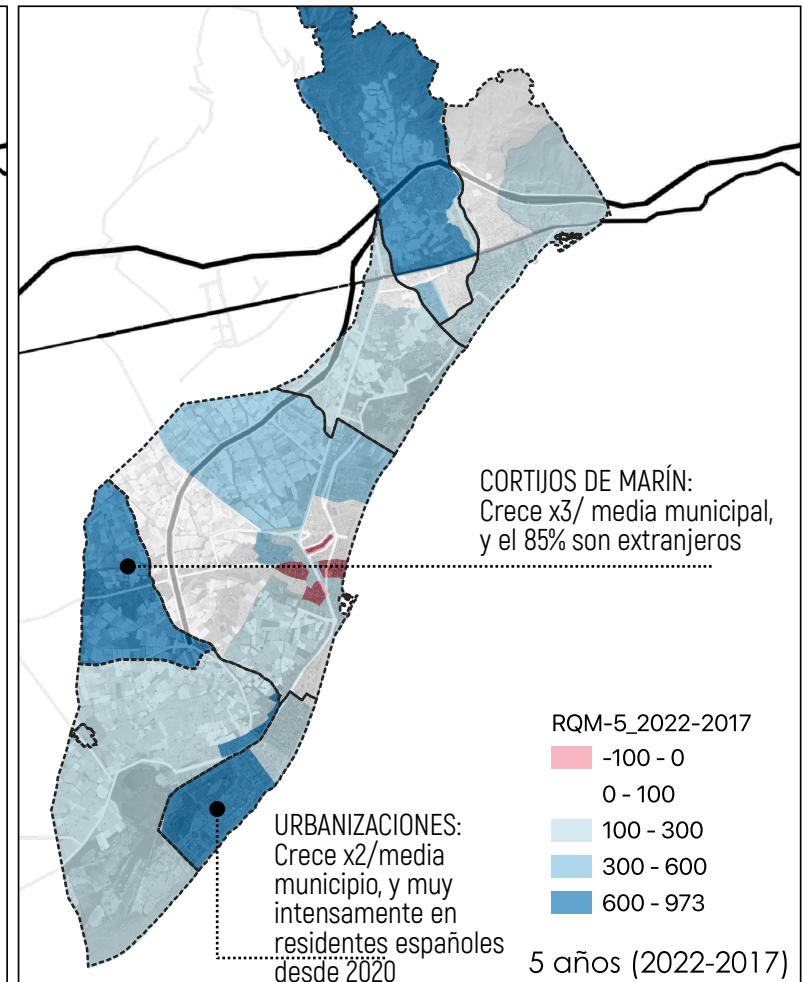 CORTIJOS DE MARÍN:
Crece x3/ media municipal,
y el 85% son extranjeros
RQM-5_2022-2017
-100 - 0
0 - 100
100 - 300
300 - 600
600 - 973
URBANIZACIONES:
Crece x2/media
municipio, y muy
intensamente en
residentes españoles
desde 2020
5 años (2022-2017)